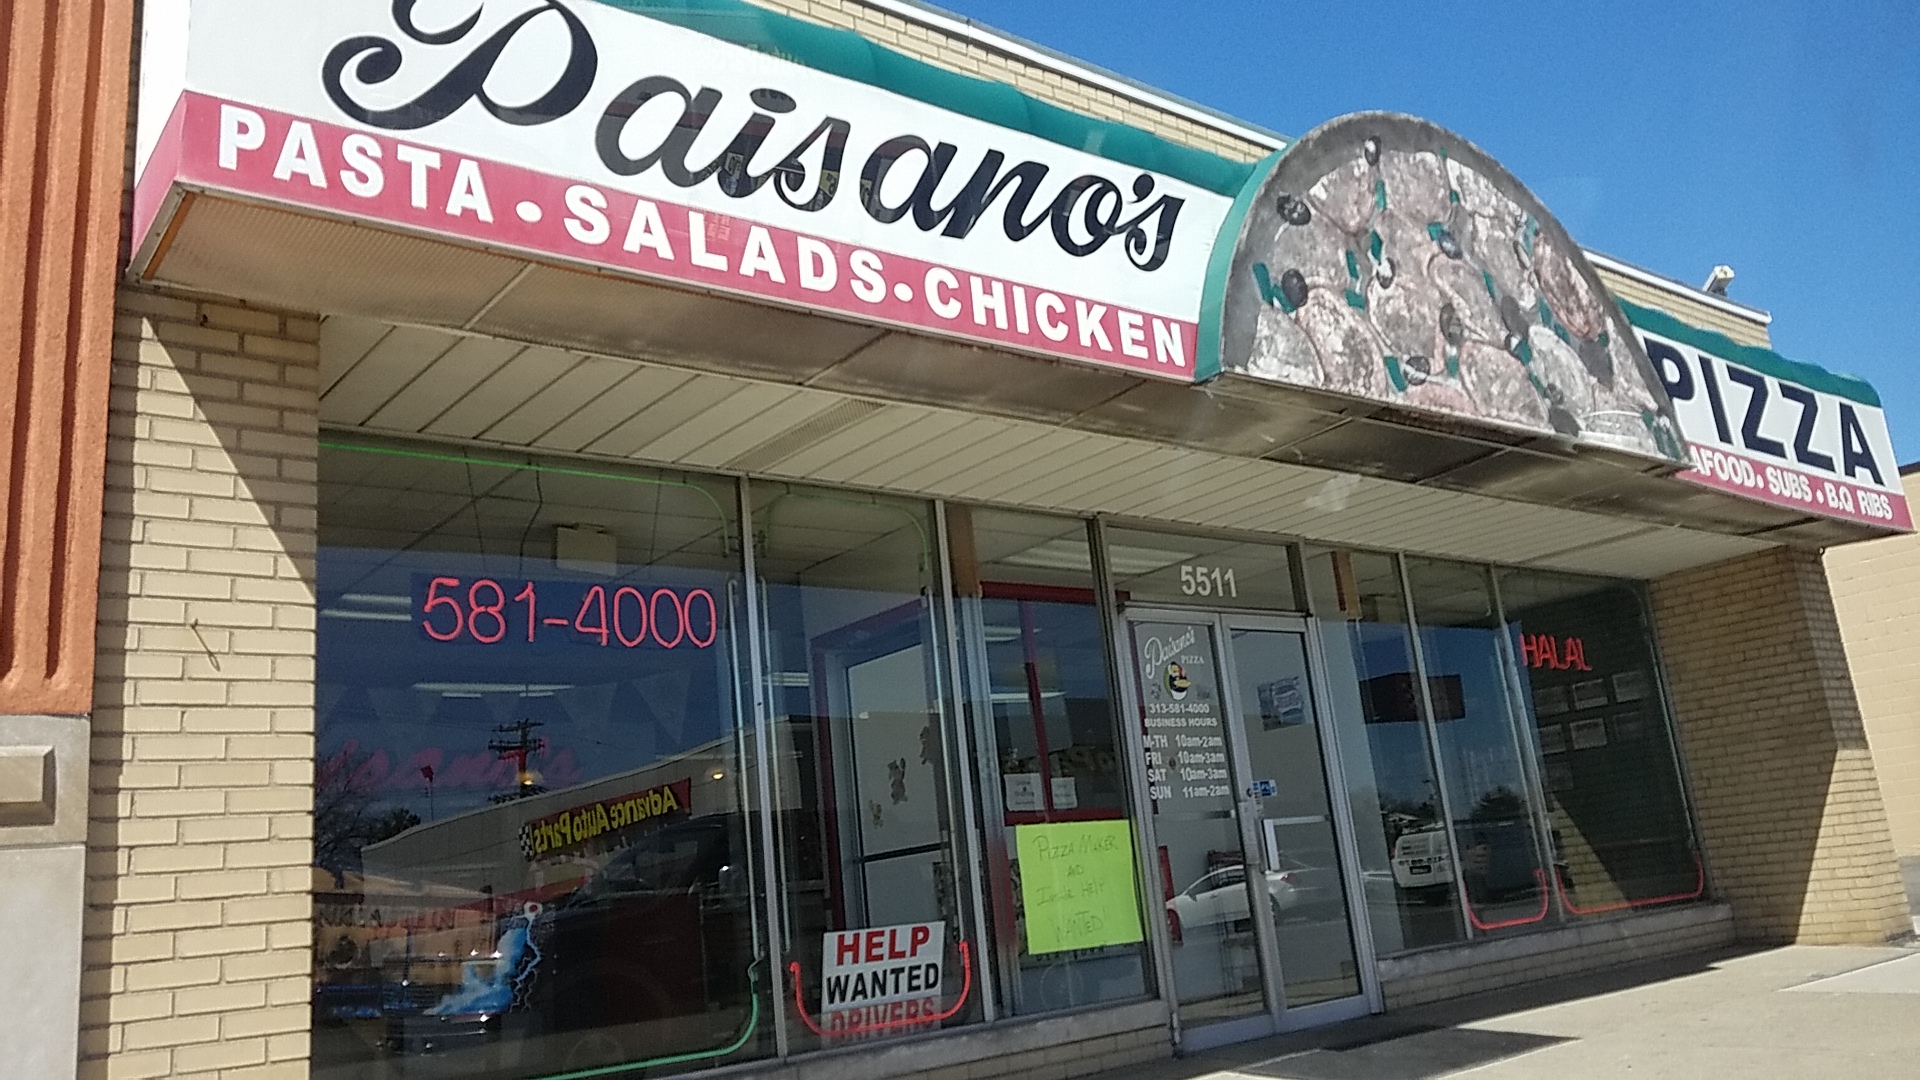 Paisano's
PASTA • SALADS • CHICKEN
PIZZA
AFOOD • SUBS • B.Q. RIBS
581-4000
5511
HALAL
Paisano's
PIZZA
313-581-4000
BUSINESS HOURS
M-TH 10am-2am
FRI 10am-3am
SAT 10am-3am
SUN 11am-2am
Advance Auto Parts
PIZZA MAKER
AND
Inside Help
WANTED
HELP
WANTED
DRIVERS